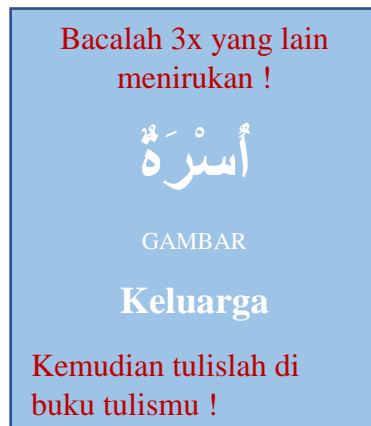 Bacalah 3x yang lain
menirukan !
أُسْرَةٌ
GAMBAR
Keluarga
Kemudian tulislah di
buku tulismu !